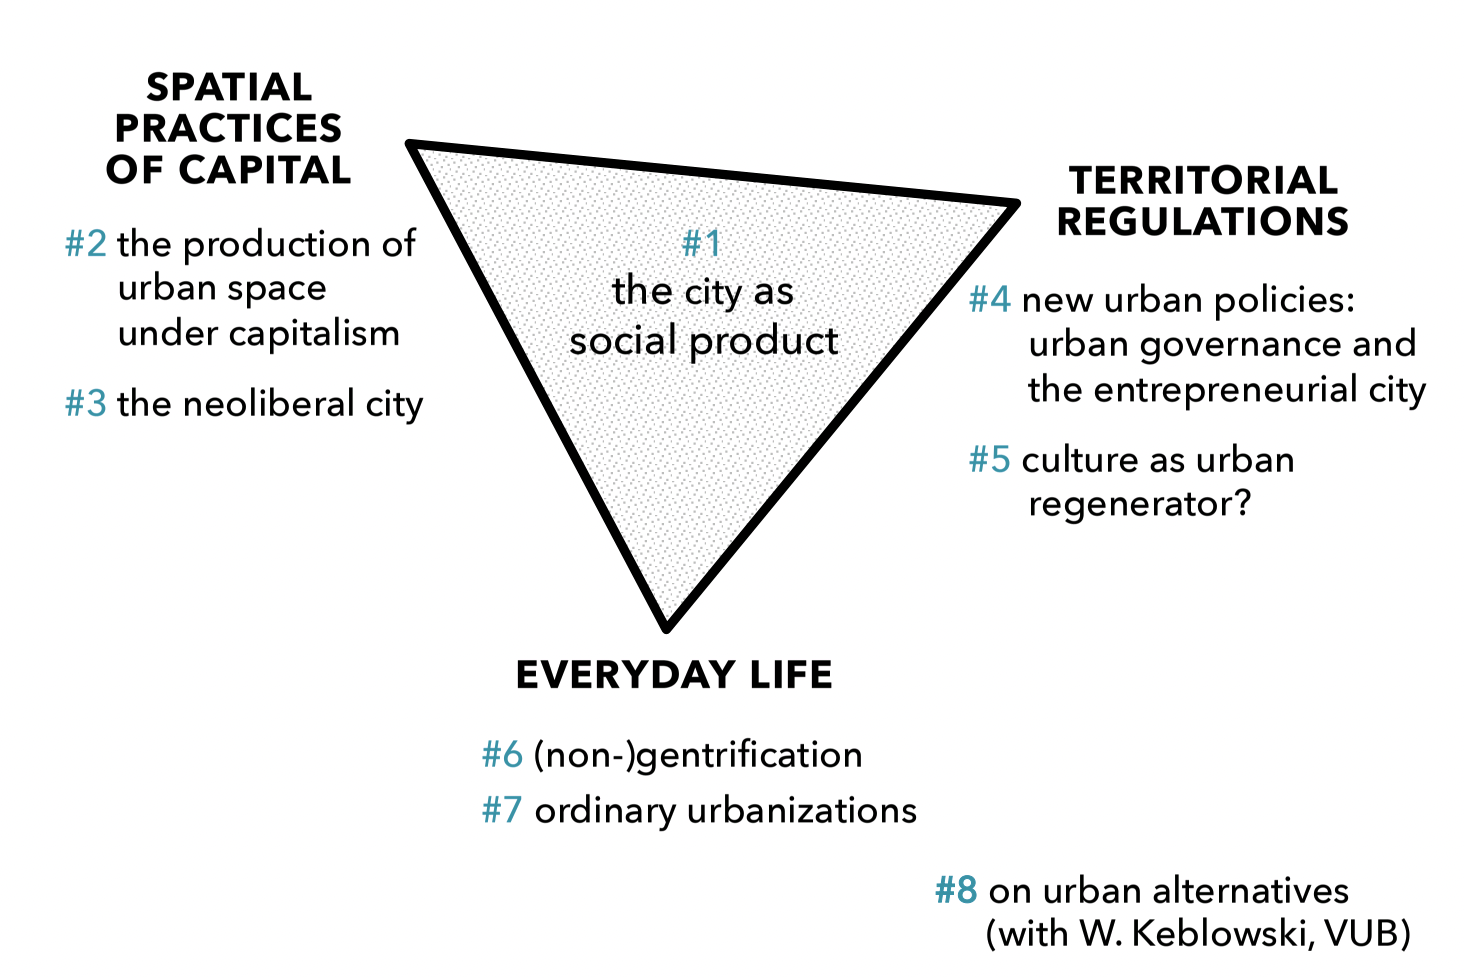 SPATIAL
PRACTICES
OF CAPITAL
#2 the production of
urban space
under capitalism
#3 the neoliberal city
#1
the city as
social product
TERRITORIAL
REGULATIONS
#4 new urban policies:
urban governance and
the entrepreneurial city
#5 culture as urban
regenerator?
EVERYDAY LIFE
#6 (non-)gentrification
#7 ordinary urbanizations
#8 on urban alternatives
(with W. Keblowski, VUB)